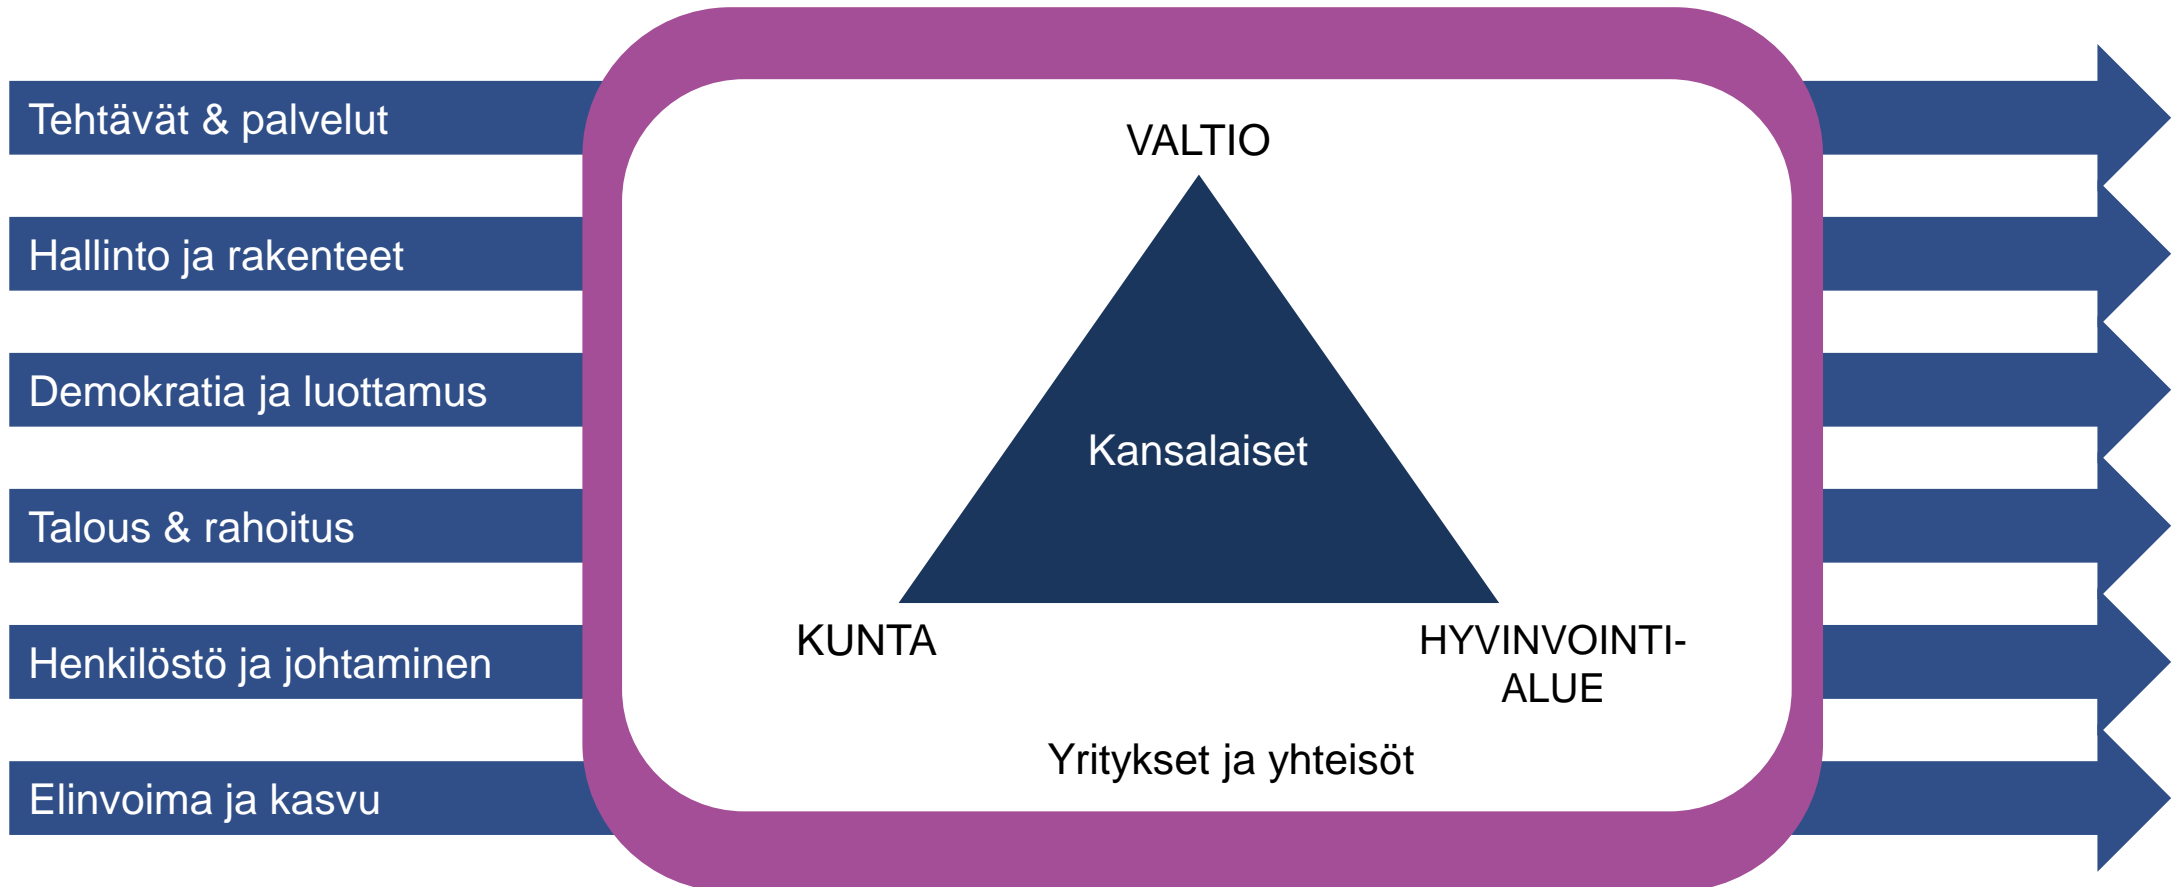 Tehtävät & palvelut
Hallinto ja rakenteet
Demokratia ja luottamus
Talous & rahoitus
Henkilöstö ja johtaminen
Elinvoima ja kasvu
VALTIO
Kansalaiset
KUNTA
HYVINVOINTI-
ALUE
Yritykset ja yhteisöt